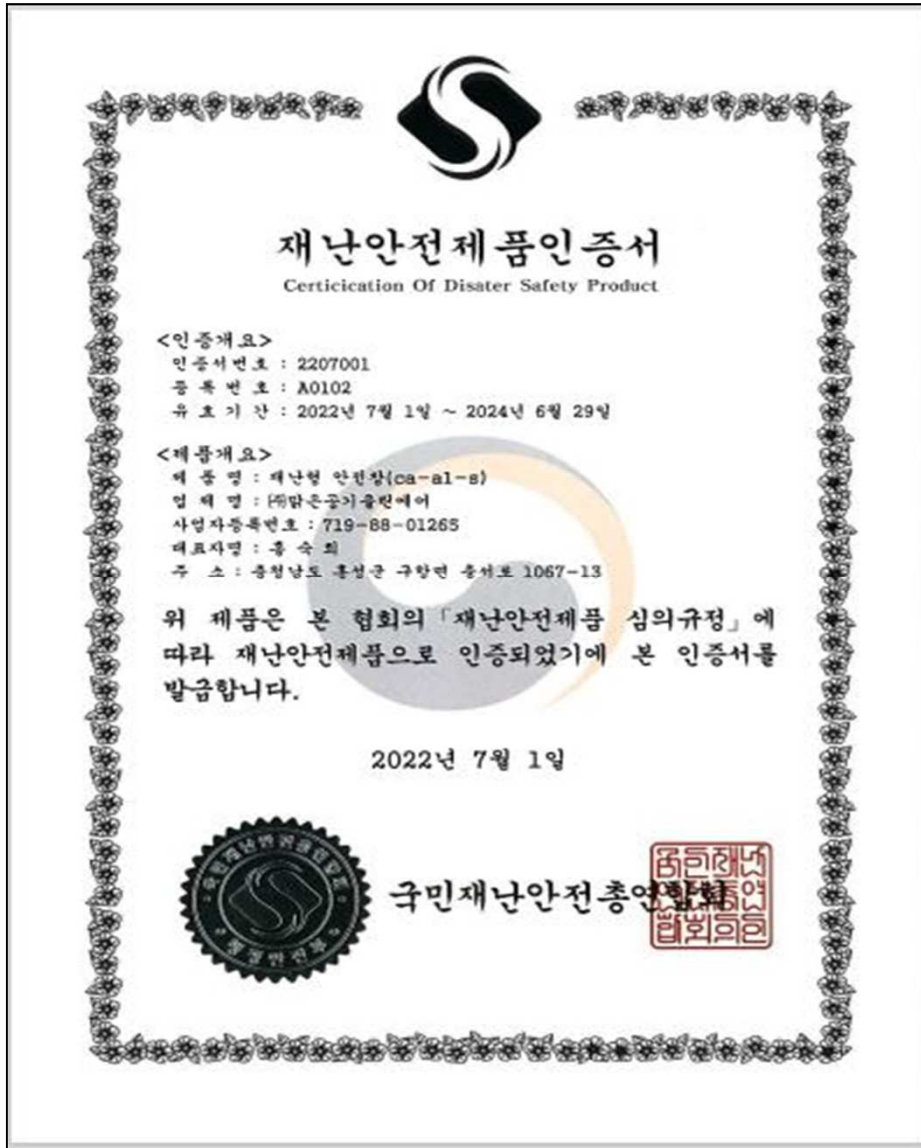 재난안전제품인증서
Certicication Of Disater Safety Product
<인증개요>
인증서번호 : 2207001
등록번호 : A0102
유효기간 : 2022년 7월 1일 ~ 2024년 6월 29일
<제품개요>
제품명 : 재난형 안전창(ca-al-s)
업체명 : ㈜맑은공기클린에어
사업자등록번호 : 719-88-01265
대표자명 : 홍숙희
주소 : 충청남도 홍성군 구항면 충서로 1067-13
위 제품은 본 협회의 「재난안전제품 심의규정」에
따라 재난안전제품으로 인증되었기에 본 인증서를
발급합니다.
2022년 7월 1일
국민재난안전총연합회
행정안전부